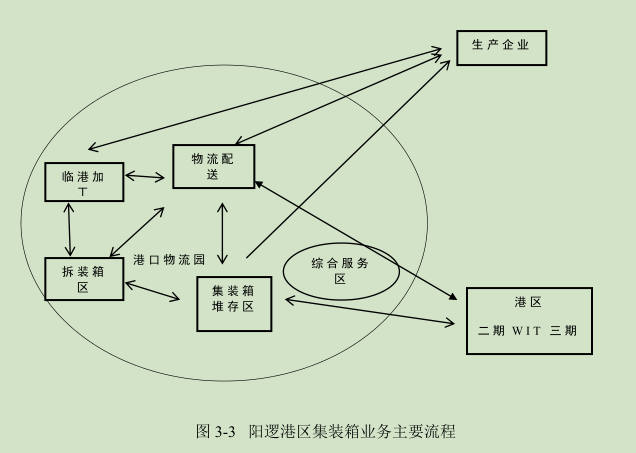 生产企业
物流配
送
临港加
工
港口物流园
拆装箱
区
综合服务
区
集装箱
堆存区
港区
二期 WIT 三期
图 3-3 阳逻港区集装箱业务主要流程